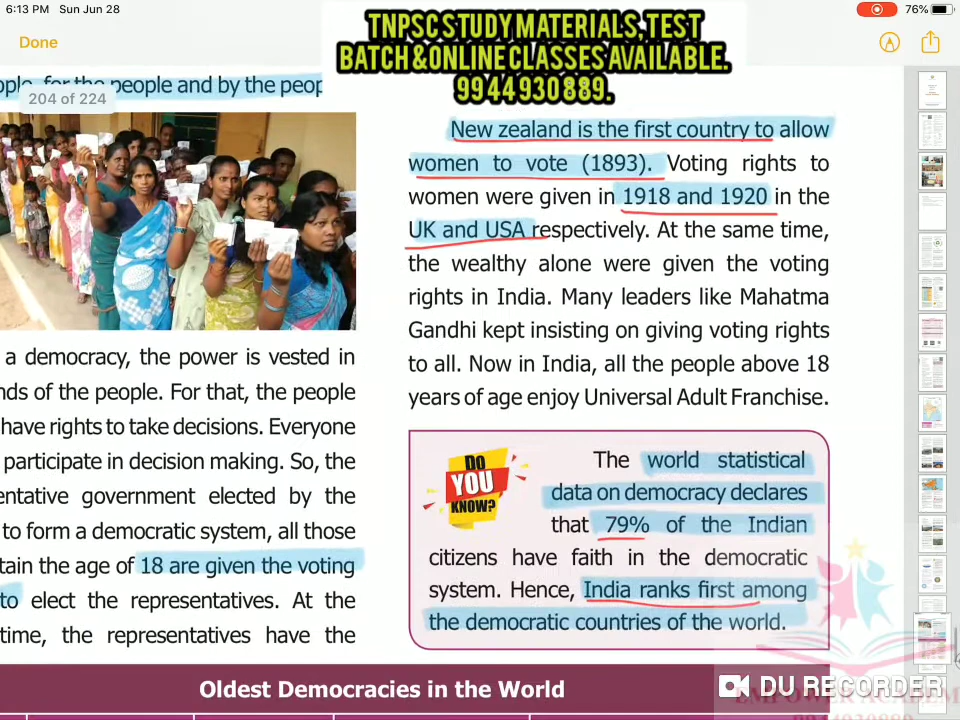 6:13 PM Sun Jun 28
76%
TNPSC STUDY MATERIALS, TEST
BATCH & ONLINE CLASSES AVAILABLE.
9944930889.
Done
people and by the peop
204 of 224
a democracy, the power is vested in
nds of the people. For that, the people
have rights to take decisions. Everyone
participate in decision making. So, the
entative government elected by the
to form a democratic system, all those
tain the age of 18 are given the voting
to elect the representatives. At the
time, the representatives have the
New zealand is the first country to allow
women to vote (1893). Voting rights to
women were given in 1918 and 1920 in the
UK and USA respectively. At the same time,
the wealthy alone were given the voting
rights in India. Many leaders like Mahatma
Gandhi kept insisting on giving voting rights
to all. Now in India, all the people above 18
years of age enjoy Universal Adult Franchise.
DO
YOU
KNOW?
The world statistical
data on democracy declares
that 79% of the Indian
citizens have faith in the democratic
system. Hence, India ranks first among
the democratic countries of the world.
Oldest Democracies in the World
DU RECORDER